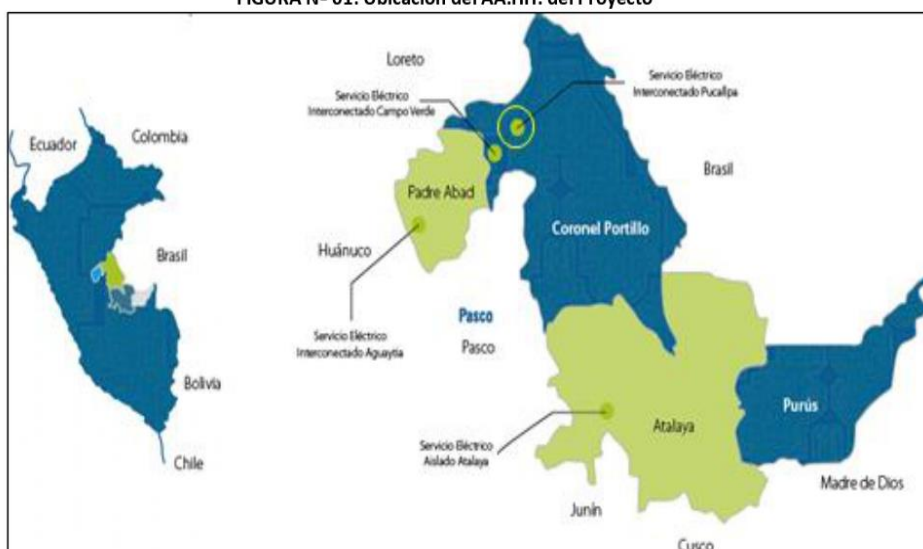 FIGURA Nº 01: Ubicación del AA.HH. del Proyecto
Loreto
Servicio Eléctrico
Interconectado Pucallpa
Servicio Eléctrico
Interconectado Campo Verde
Ecuador
Colombia
Brasil
Padre Abad
Coronel Portillo
Huánuco
Brasil
Pasco
Pasco
Servicio Eléctrico
Interconectado Aguaytía
Bolivia
Purús
Atalaya
Servicio Eléctrico
Aislado Atalaya
Chile
Madre de Dios
Junín
Cusco